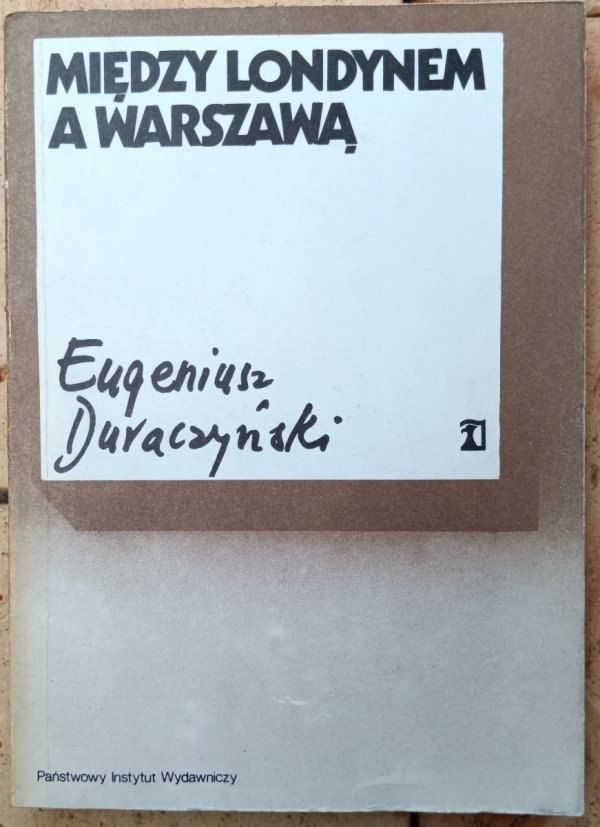 MIĘDZY LONDYNEM
A WARSZAWĄ
Eugeniusz
Duraczyński
Państwowy Instytut Wydawniczy